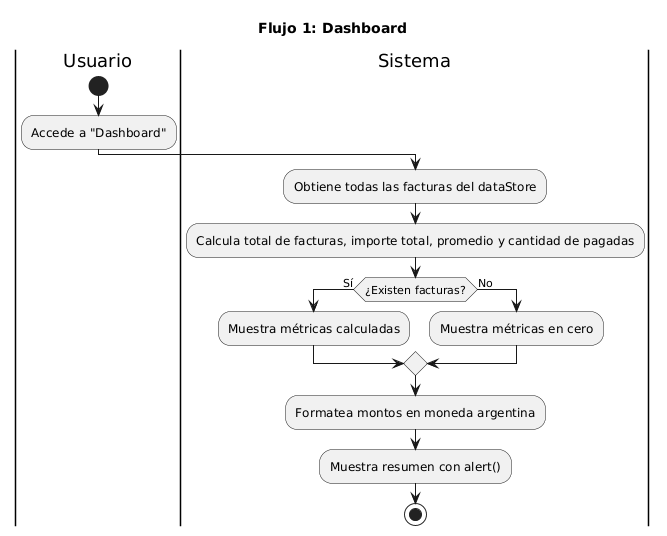 Flujo 1: Dashboard
Usuario
Sistema
Accede a "Dashboard"
Obtiene todas las facturas del dataStore
Calcula total de facturas, importe total, promedio y cantidad de pagadas
Sí
¿Existen facturas?
No
Muestra métricas calculadas
Muestra métricas en cero
Formatea montos en moneda argentina
Muestra resumen con alert()